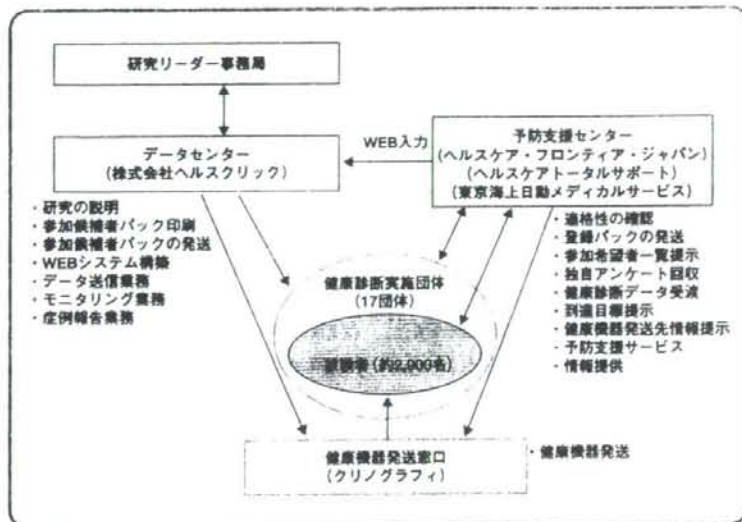 研究リーダー事務局
データセンター
(株式会社ヘルスクリック)
WEB入力
予防支援センター
(ヘルスケア・フロンティア・ジャパン)
(ヘルスケアトータルサポート)
(東京海上日動メディカルサービス)
・研究の説明
・参加候補者パック印刷
・参加候補者パックの発送
・WEBシステム構築
・データ送信業務
・モニタリング業務
・症例報告業務
・適格性の確認
・登録パックの発送
・参加希望者一覧提示
・独自アンケート回収
・健康診断データ受渡
・到達目標提示
・健康機器発送先情報提示
・予防支援サービス
・情報提供
健康診断実施団体
(17団体)
被験者(約2,900名)
健康機器発送窓口
(クリノグラフィ)
・健康機器発送